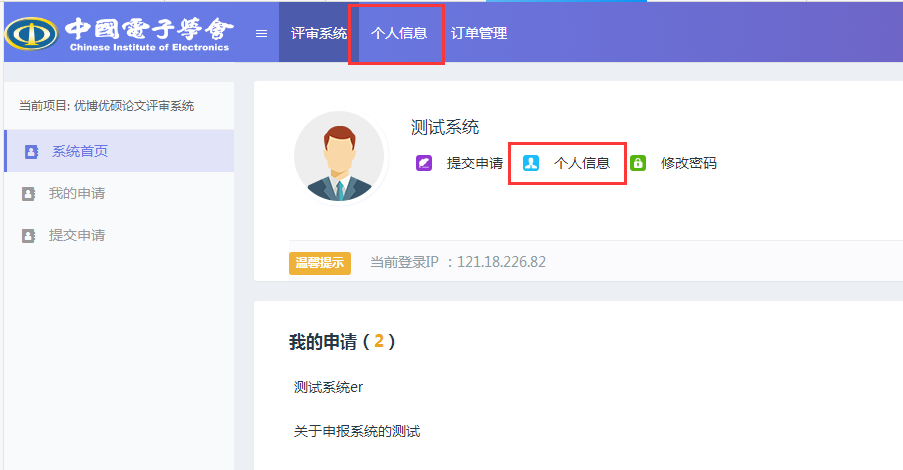 中國電子學會
Chinese Institute of Electronics
评审系统 个人信息 订单管理
当前项目: 优博优硕论文评审系统
系统首页
我的申请
提交申请
测试系统
提交申请 个人信息 修改密码
温馨提示 当前登录IP ：121.18.226.82
我的申请（2）
测试系统er
关于申报系统的测试